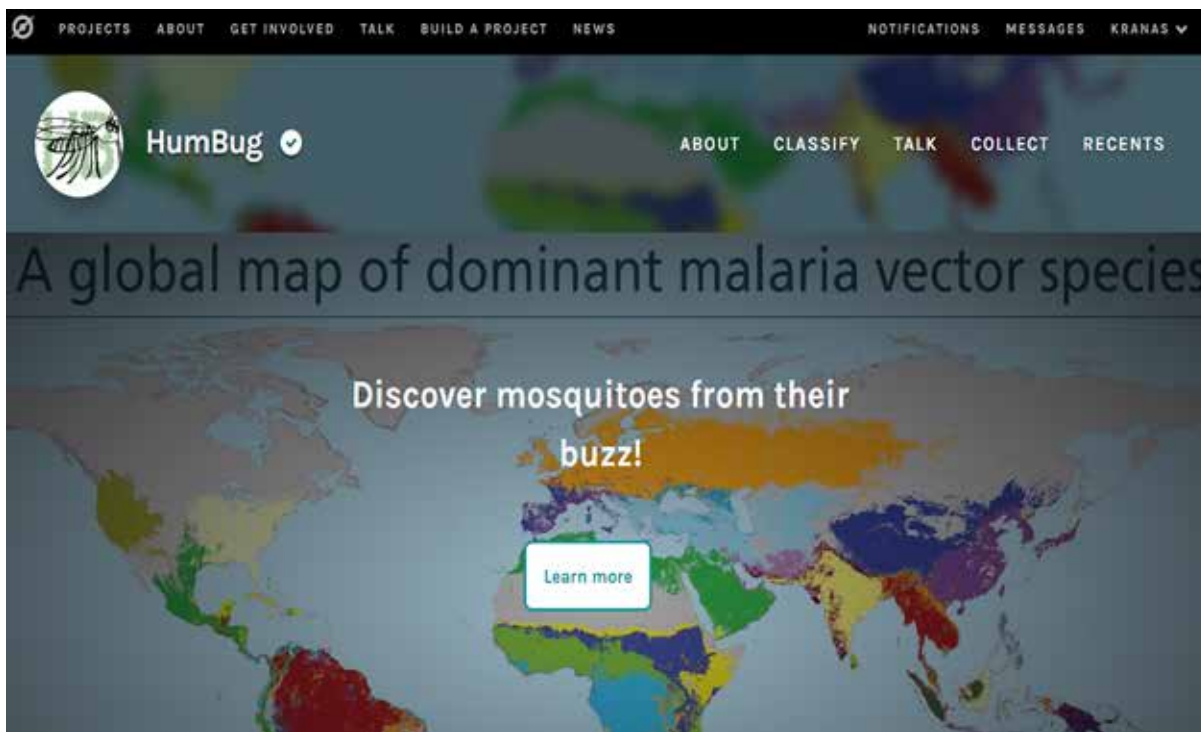 PROJECTS ABOUT GET INVOLVED TALK BUILD A PROJECT NEWS NOTIFICATIONS MESSAGES KRANAS
HumBug
ABOUT CLASSIFY TALK COLLECT RECENTS
A global map of dominant malaria vector species
Discover mosquitoes from their
buzz!
Learn more